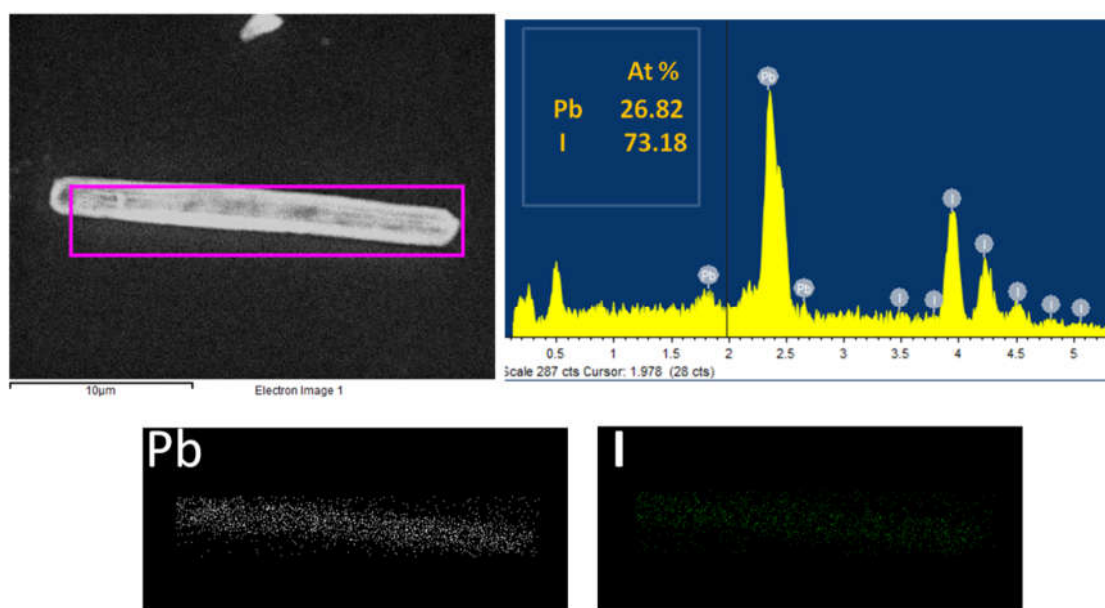 10µm
Electron Image 1
At %
Pb 26.82
I 73.18
Pb
Pb
Pb
I
I
I
I
I
I
I
0.5 1 1.5 2 2.5 3 3.5 4 4.5 5
Scale 287 cts Cursor: 1.978 (28 cts)
Pb
I